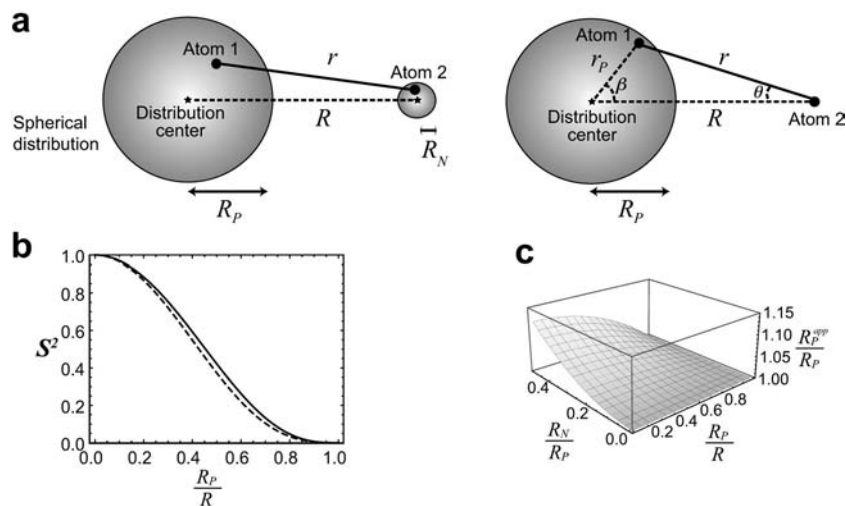 a
Atom 1
r
Atom 2
Distribution
center
R
Spherical
distribution
R_N
R_P
Atom 1
r_P
β
r
θ
Distribution
center
R
Atom 2
R_P
b
S²
1.0
0.8
0.6
0.4
0.2
0.0
0.0 0.2 0.4 0.6 0.8 1.0
R_P
R
c
1.15
1.10
1.05
1.00
R_P^app
R_P
0.4
0.2
0.0
R_N
R_P
0.2 0.4 0.6 0.8
R_P
R